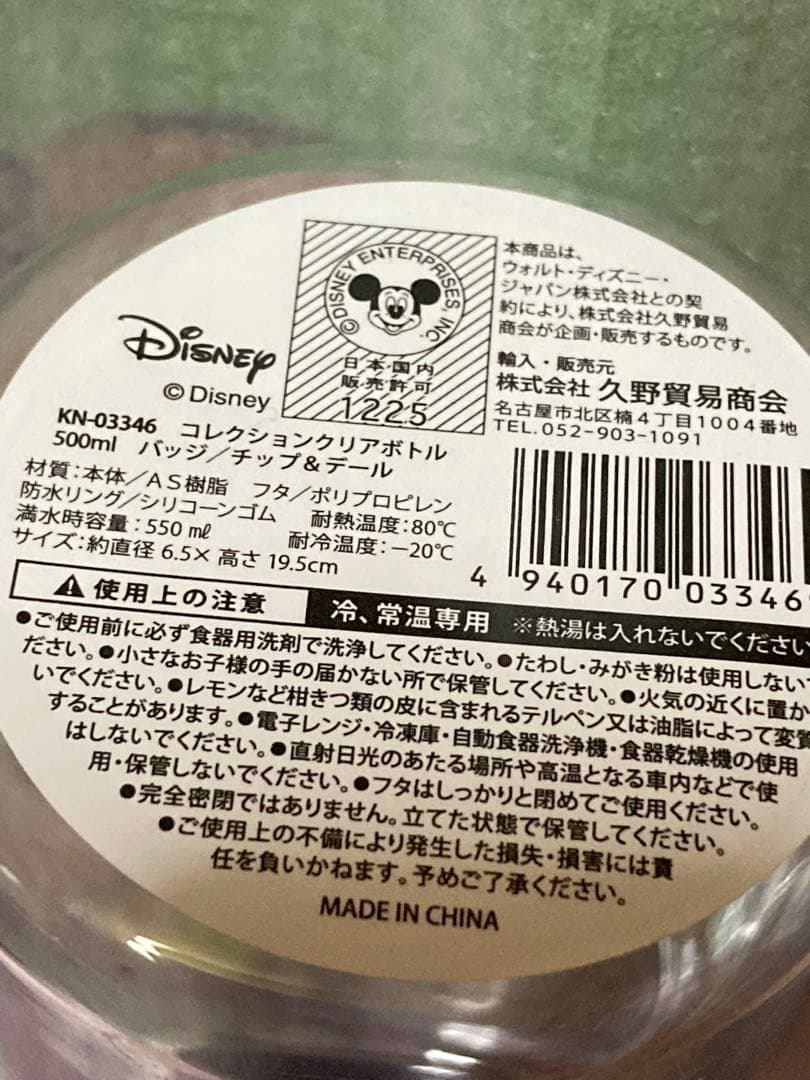 本商品は、
ウォルト・ディズニー・
ジャパン株式会社との契
約により、株式会社久野貿易
商会が企画・販売するものです。
©DISNEY ENTERPRISES, INC.
日本国内
販売許可
1225
Disney
©Disney
輸入・販売元
株式会社 久野貿易商会
名古屋市北区楠4丁目1004番地
TEL.052-903-1091
KN-03346 コレクションクリアボトル
500ml バッジ/チップ&デール
材質:本体/AS樹脂 フタ/ポリプロピレン
防水リング/シリコーンゴム 耐熱温度:80℃
満水時容量:550㎖ 耐冷温度:−20℃
サイズ:約直径6.5×高さ19.5cm
4 940170 03346
使用上の注意 冷、常温専用 ※熱湯は入れないでください
●ご使用前に必ず食器用洗剤で洗浄してください。●たわし・みがき粉は使用しない
ださい。●小さなお子様の手の届かない所で保管してください。●火気の近くに置か
いでください。●レモンなど柑きつ類の皮に含まれるテルペン又は油脂によって変質
することがあります。●電子レンジ・冷凍庫・自動食器洗浄機・食器乾燥機の使用
はしないでください。●直射日光のあたる場所や高温となる車内などで使
用・保管しないでください。●フタはしっかりと閉めてご使用ください。
●完全密閉ではありません。立てた状態で保管してください。
●ご使用上の不備により発生した損失・損害には責
任を負いかねます。予めご了承ください。
MADE IN CHINA